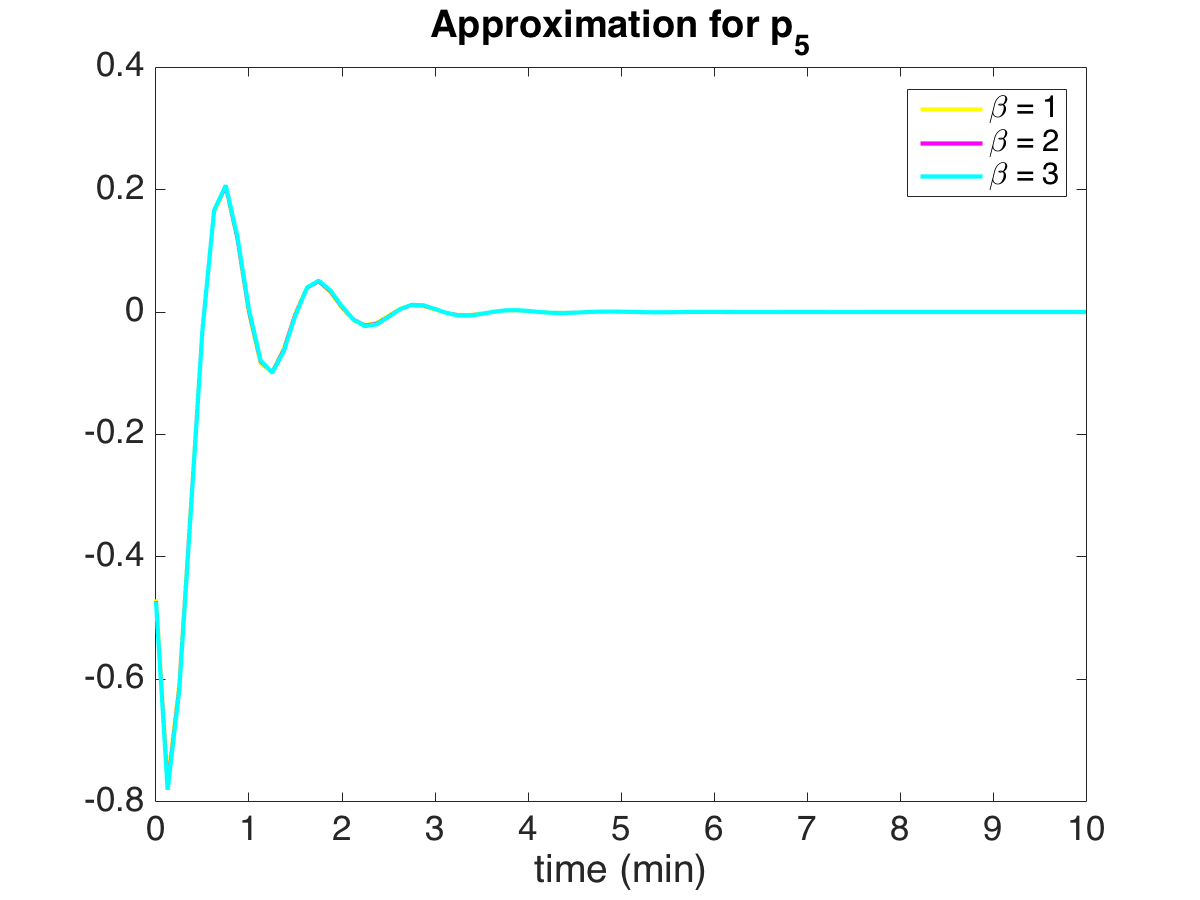 Approximation for p5
0.4
0.2
0
-0.2
-0.4
-0.6
-0.8
β = 1
β = 2
β = 3
0 1 2 3 4 5 6 7 8 9 10
time (min)